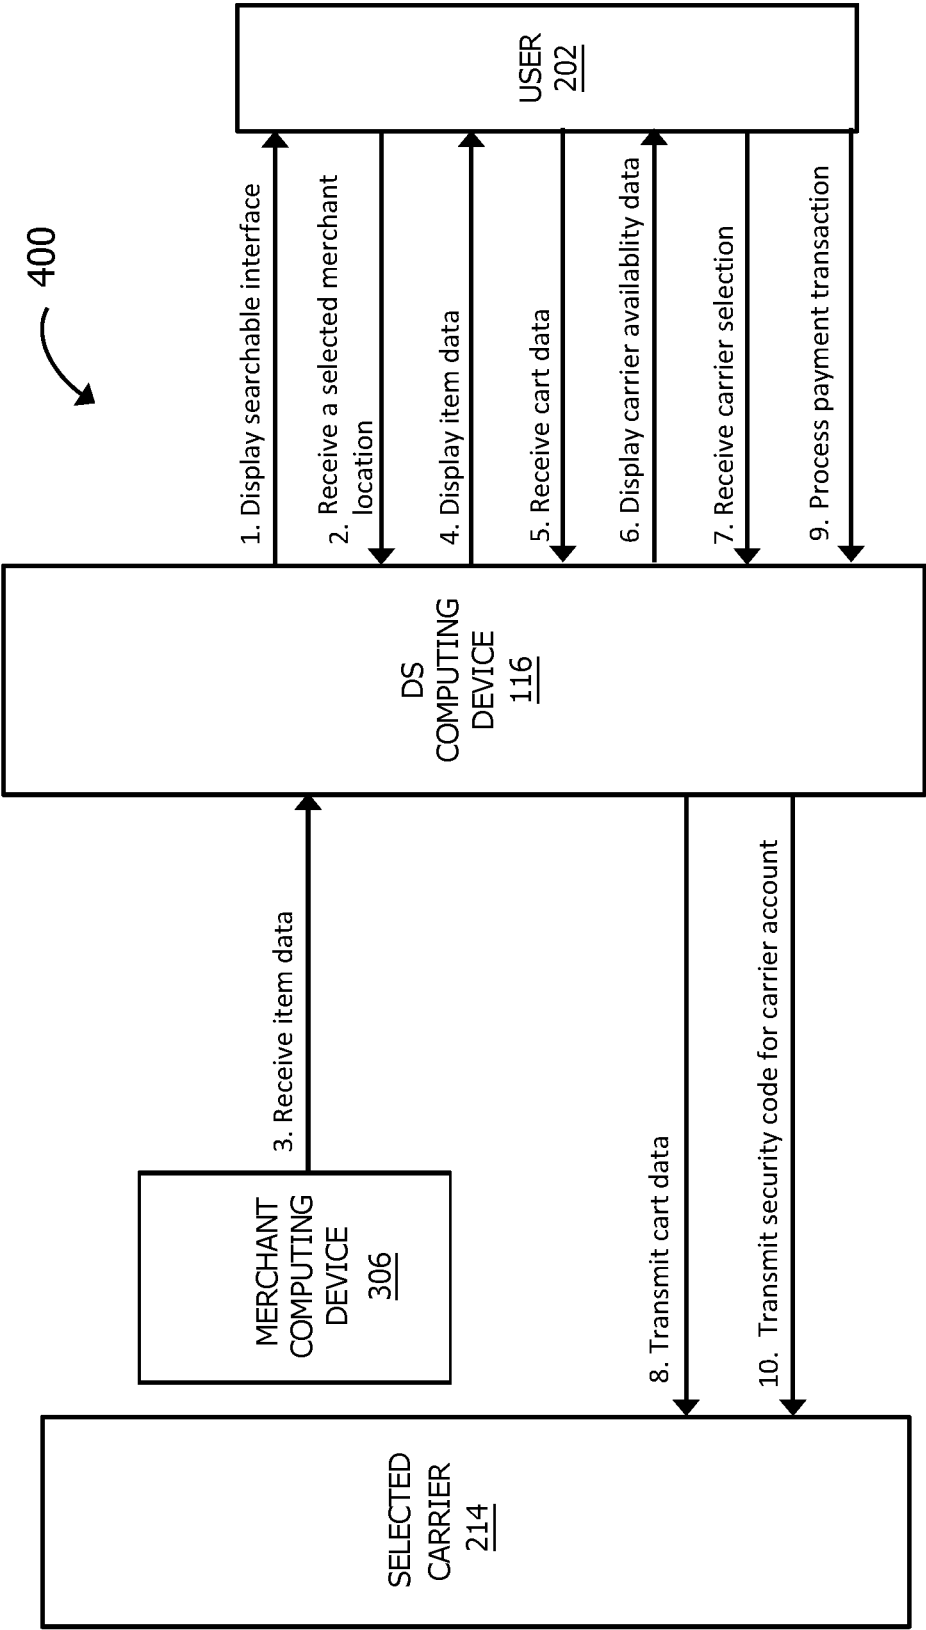 400
USER
202
1. Display searchable interface
2. Receive a selected merchant
location
4. Display item data
5. Receive cart data
6. Display carrier availablity data
7. Receive carrier selection
9. Process payment transaction
DS
COMPUTING
DEVICE
116
3. Receive item data
8. Transmit cart data
10. Transmit security code for carrier account
MERCHANT
COMPUTING
DEVICE
306
SELECTED
CARRIER
214